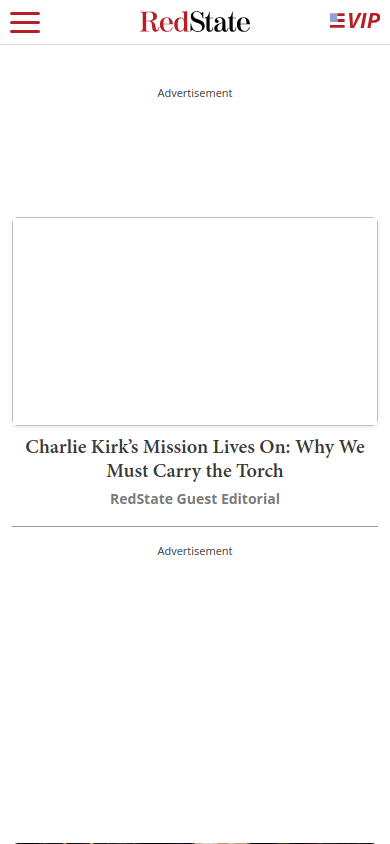 RedState
VIP
Advertisement
Charlie Kirk’s Mission Lives On: Why We
Must Carry the Torch
RedState Guest Editorial
Advertisement